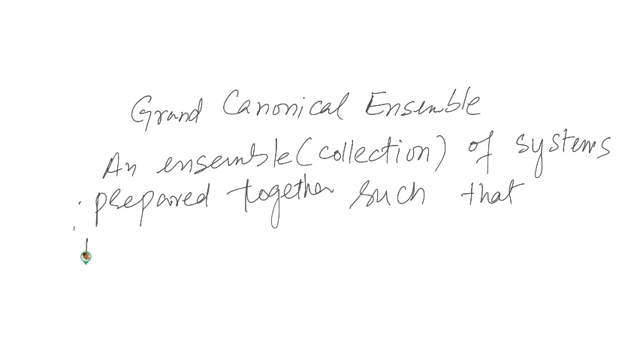 Grand Canonical Ensemble
An ensemble (collection) of systems
prepared together such that